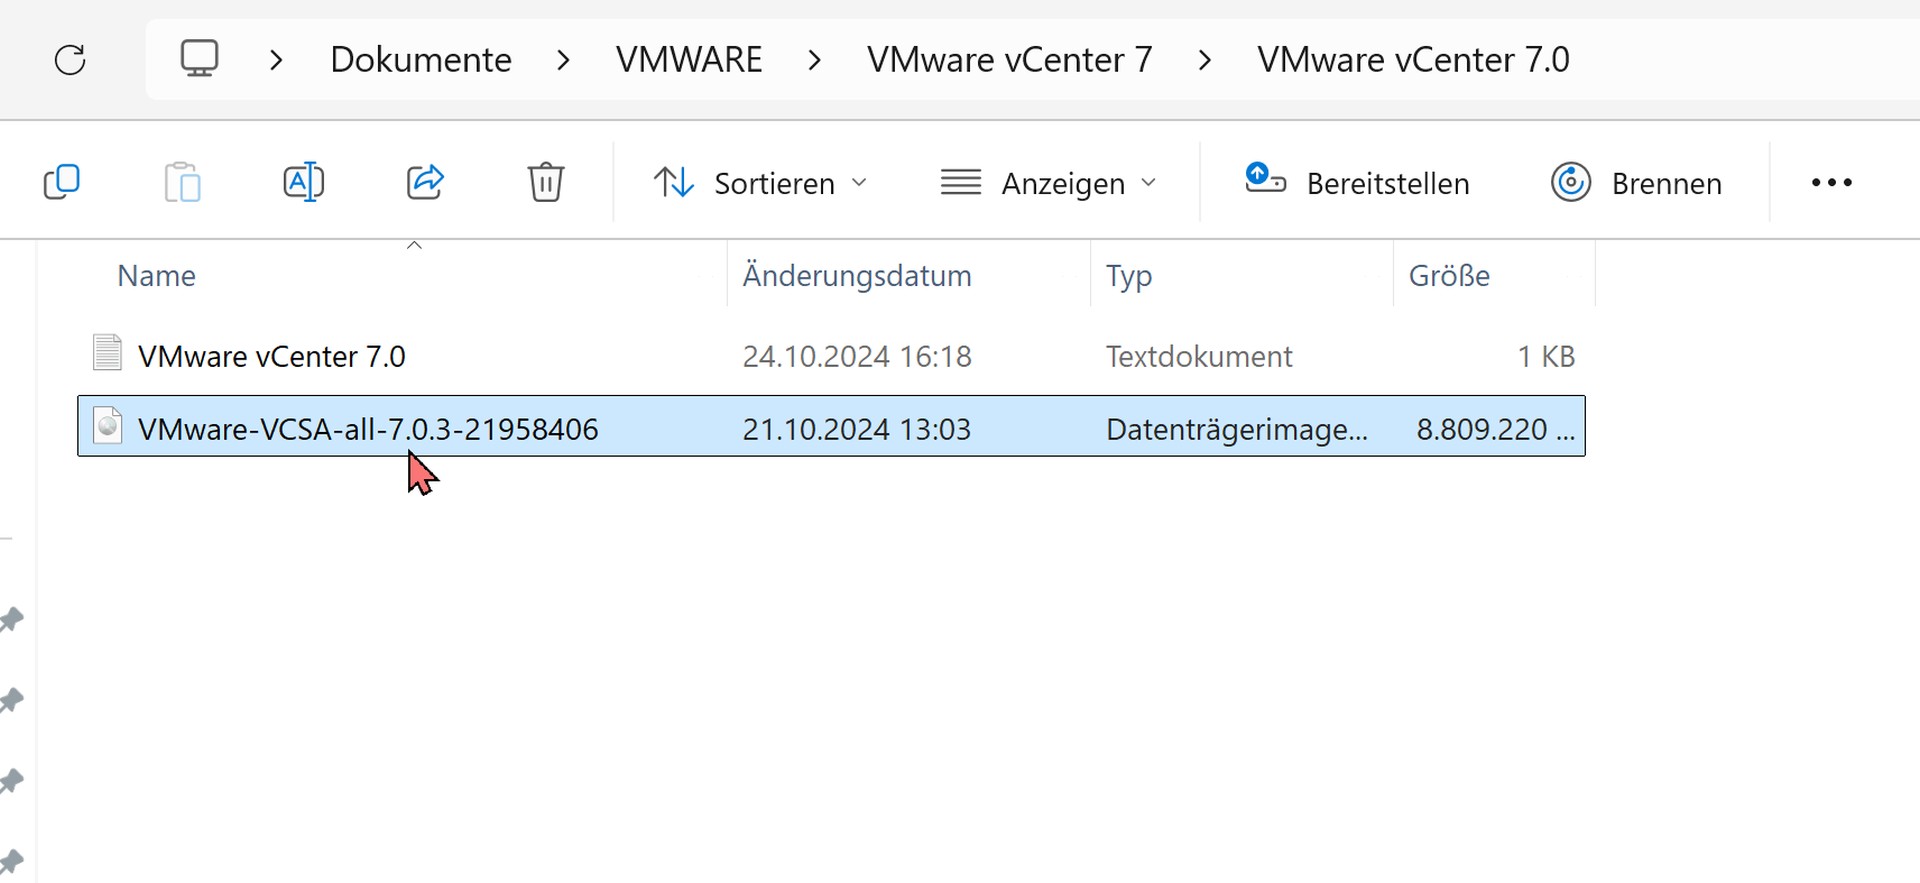 Dokumente > VMWARE > VMware vCenter 7 > VMware vCenter 7.0
Sortieren Anzeigen Bereitstellen Brennen
Name Änderungsdatum Typ Größe
VMware vCenter 7.0 24.10.2024 16:18 Textdokument 1 KB
VMware-VCSA-all-7.0.3-21958406 21.10.2024 13:03 Datenträgerimage... 8.809.220 ...